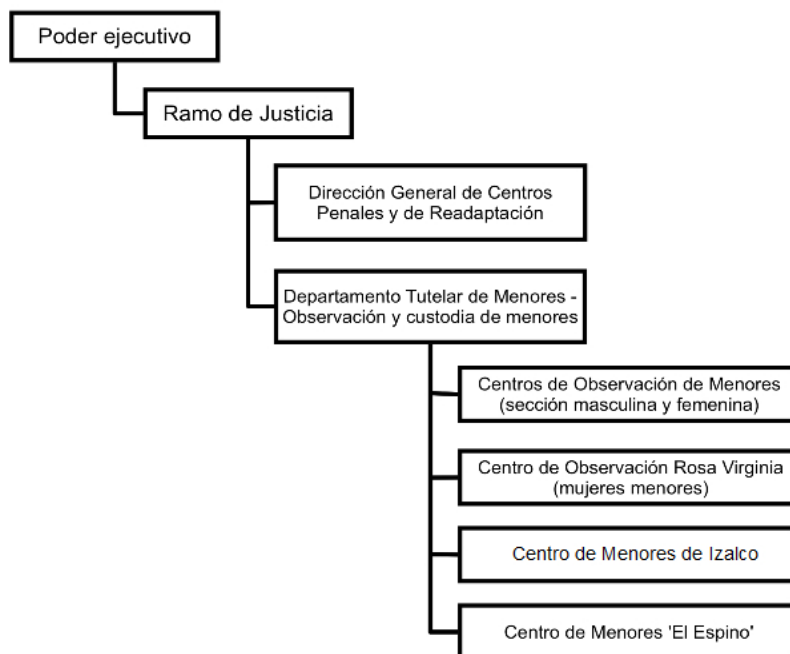 Poder ejecutivo
Ramo de Justicia
Dirección General de Centros
Penales y de Readaptación
Departamento Tutelar de Menores -
Observación y custodia de menores
Centros de Observación de Menores
(sección masculina y femenina)
Centro de Observación Rosa Virginia
(mujeres menores)
Centro de Menores de Izalco
Centro de Menores 'El Espino'